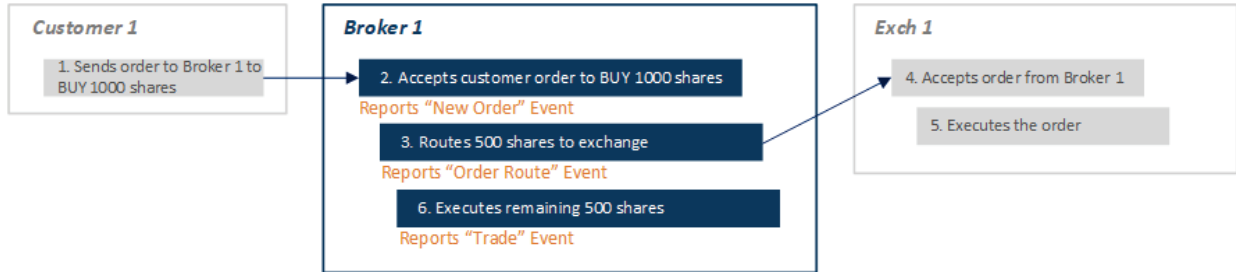 Customer 1
1. Sends order to Broker 1 to
BUY 1000 shares
Broker 1
2. Accepts customer order to BUY 1000 shares
Reports “New Order” Event
3. Routes 500 shares to exchange
Reports “Order Route” Event
6. Executes remaining 500 shares
Reports “Trade” Event
Exch 1
4. Accepts order from Broker 1
5. Executes the order